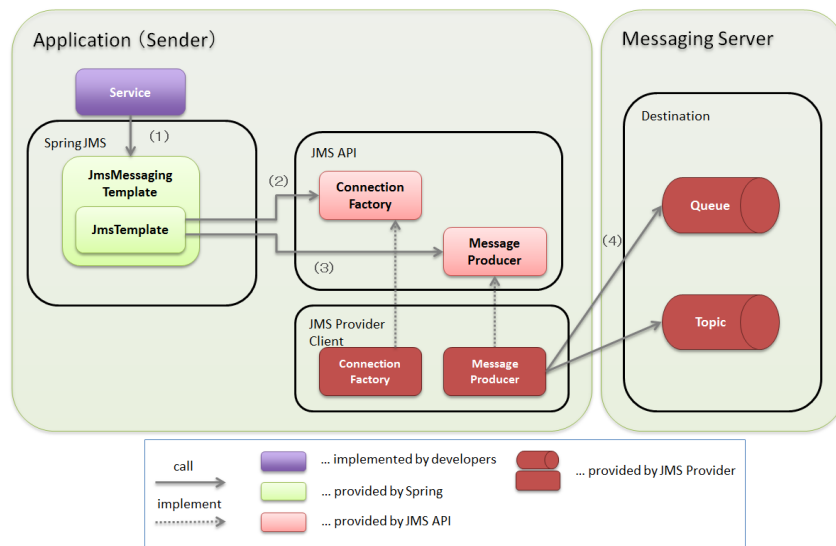 Application（Sender）
Messaging Server
Service
(1)
Spring JMS
JmsMessaging
Template
JmsTemplate
(2)
(3)
JMS API
Connection
Factory
Message
Producer
JMS Provider
Client
Connection
Factory
Message
Producer
(4)
Destination
Queue
Topic
call
implement
... implemented by developers
... provided by Spring
... provided by JMS API
... provided by JMS Provider